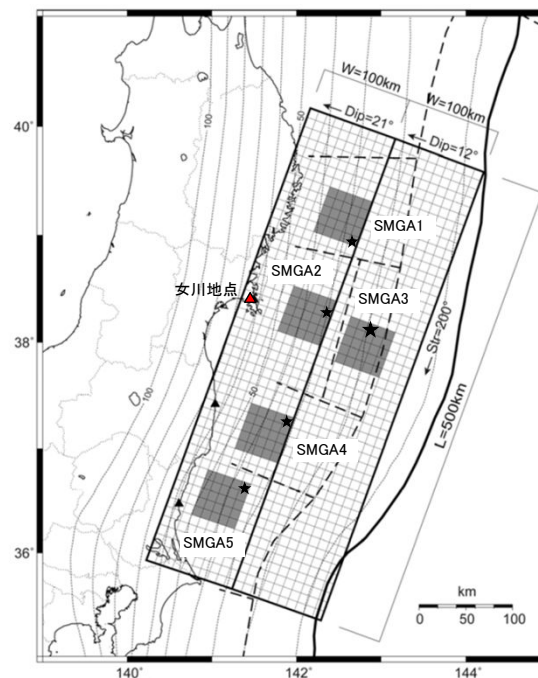 W=100km
W=100km
Dip=21°
Dip=12°
50
100
40°
SMGA1
SMGA2
女川地点
SMGA3
38°
Str=200°
L=500km
50
100
SMGA4
SMGA5
36°
km
0 50 100
140°
142°
144°